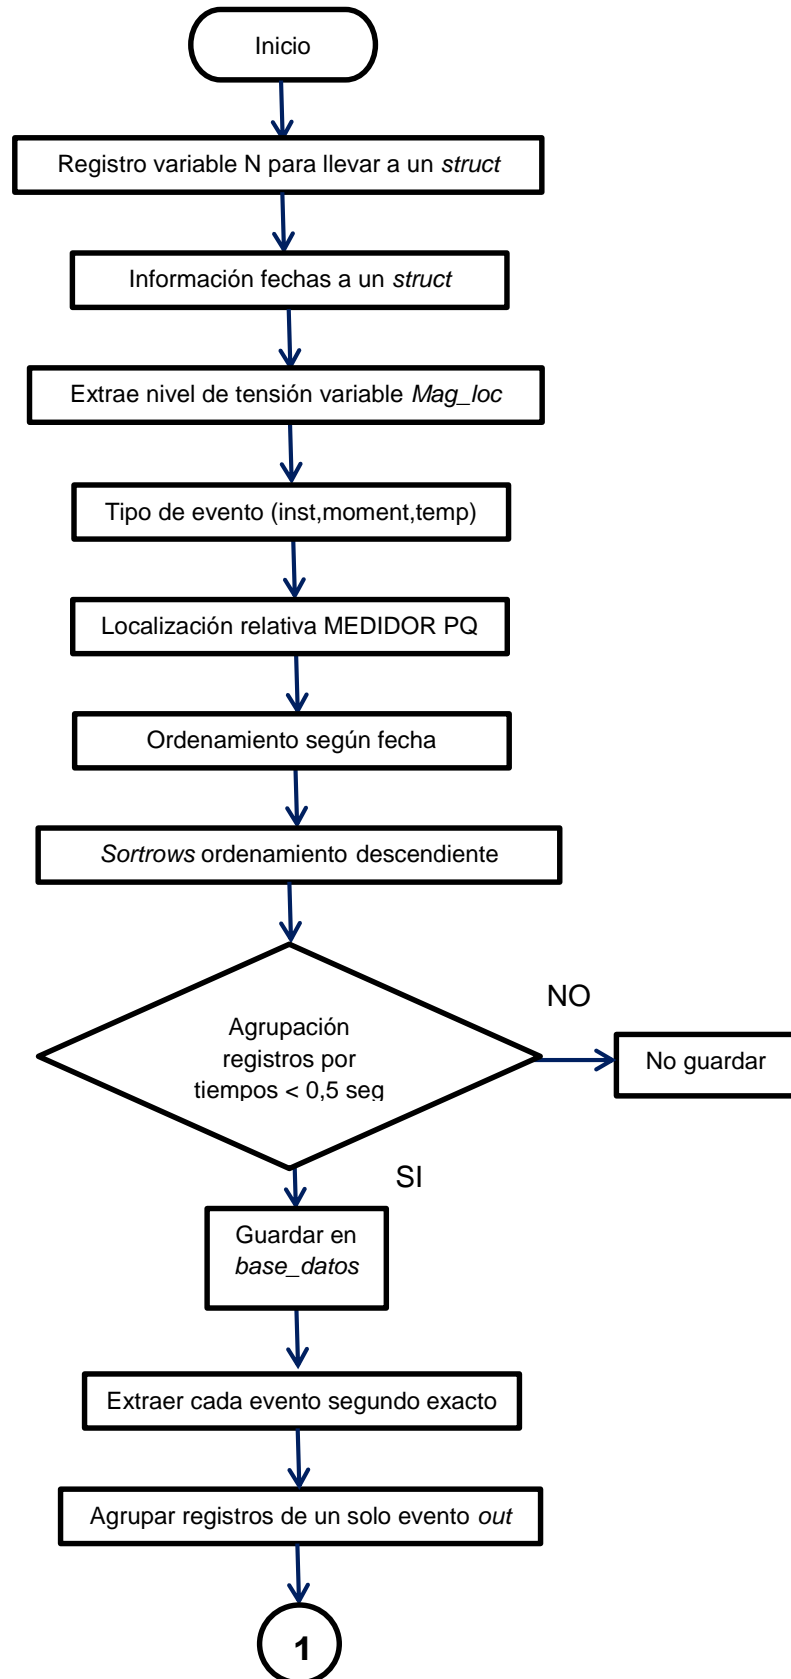 Inicio
Registro variable N para llevar a un struct
Información fechas a un struct
Extrae nivel de tensión variable Mag_loc
Tipo de evento (inst,moment,temp)
Localización relativa MEDIDOR PQ
Ordenamiento según fecha
Sortrows ordenamiento descendiente
Agrupación
registros por
tiempos < 0,5 seg
NO
No guardar
SI
Guardar en
base_datos
Extraer cada evento segundo exacto
Agrupar registros de un solo evento out
1